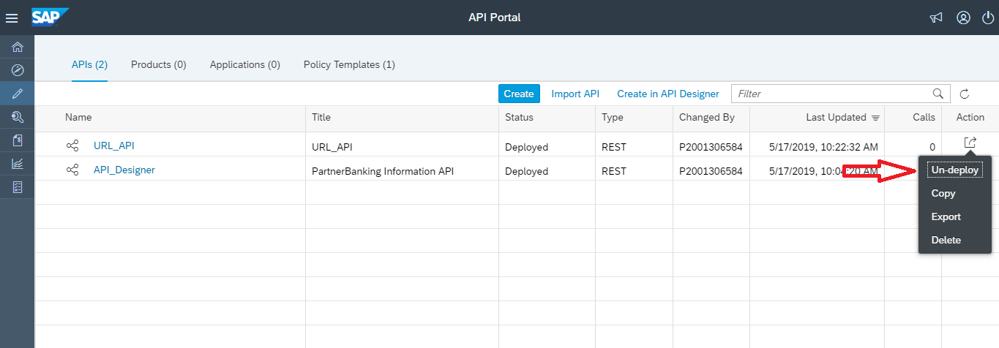 SAP API Portal
APIs (2) Products (0) Applications (0) Policy Templates (1)
Create Import API Create in API Designer Filter
Name Title Status Type Changed By Last Updated Calls Action
URL_API URL_API Deployed REST P2001306584 5/17/2019, 10:22:32 AM 0
API_Designer PartnerBanking Information API Deployed REST P2001306584 5/17/2019, 10:04:20 AM
Un-deploy
Copy
Export
Delete